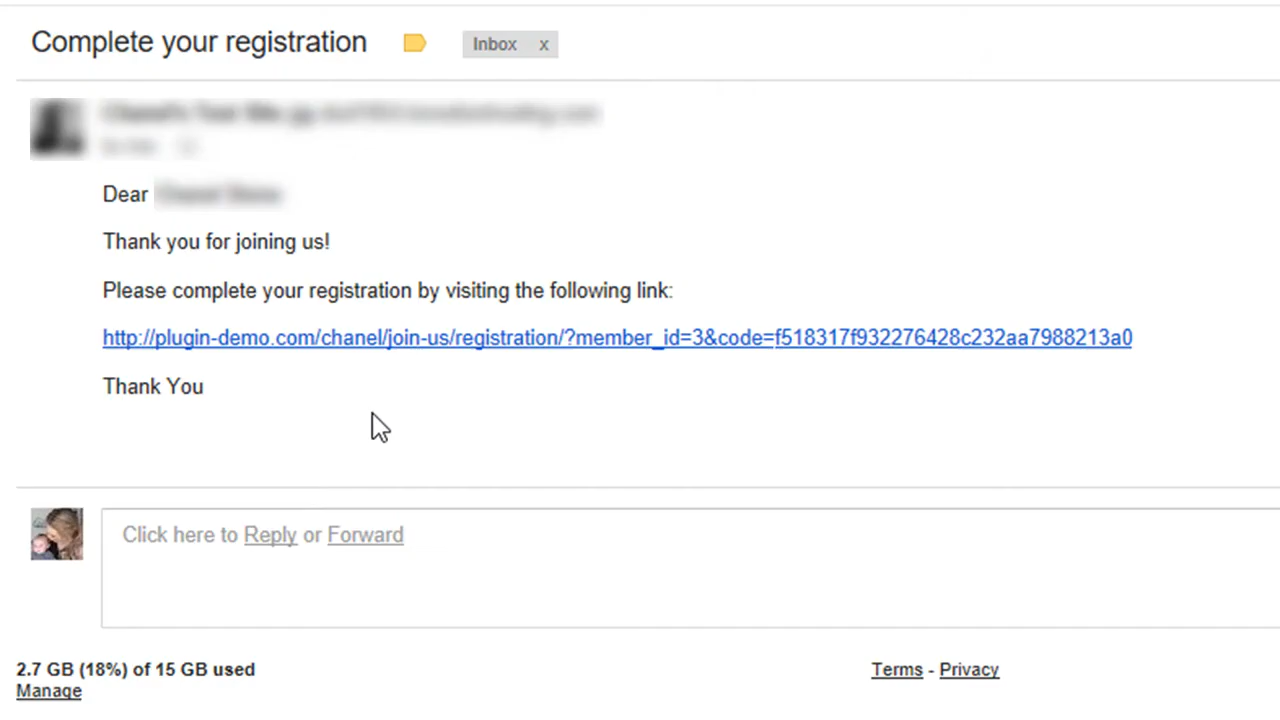 Complete your registration
Inbox x
Dear
Thank you for joining us!
Please complete your registration by visiting the following link:
http://plugin-demo.com/chanel/join-us/registration/?member_id=3&code=f518317f932276428c232aa7988213a0
Thank You
Click here to Reply or Forward
2.7 GB (18%) of 15 GB used
Manage
Terms - Privacy